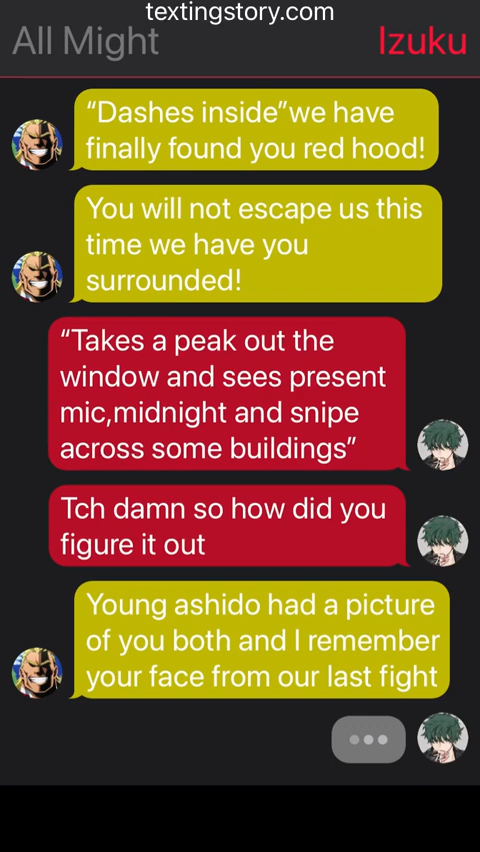 textingstory.com
All Might
Izuku
“Dashes inside”we have
finally found you red hood!
You will not escape us this
time we have you
surrounded!
“Takes a peak out the
window and sees present
mic,midnight and snipe
across some buildings”
Tch damn so how did you
figure it out
Young ashido had a picture
of you both and I remember
your face from our last fight